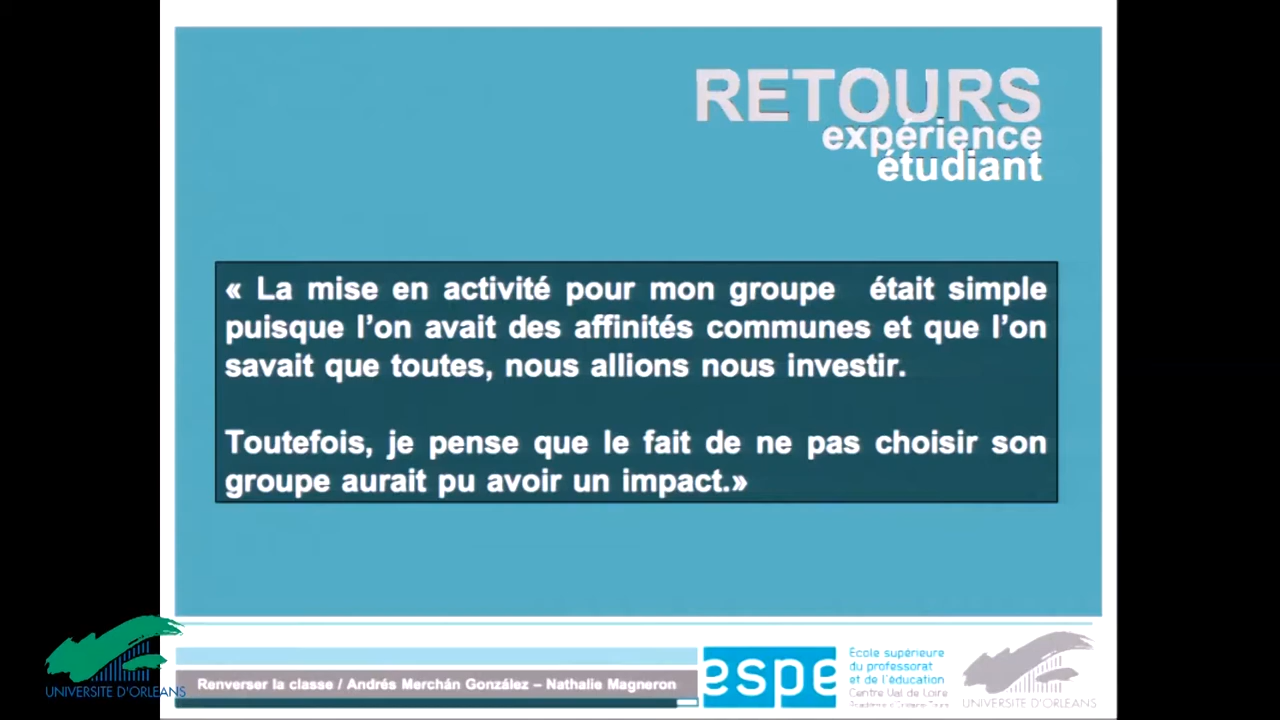 RETOURS
expérience
étudiant
« La mise en activité pour mon groupe était simple
puisque l’on avait des affinités communes et que l’on
savait que toutes, nous allions nous investir.
Toutefois, je pense que le fait de ne pas choisir son
groupe aurait pu avoir un impact.»
UNIVERSITE D'ORLEANS
Renverser la classe / Andrés Merchán González – Nathalie Magneron
espe
École supérieure
du professorat
et de l'éducation
Centre Val de Loire
Académie d'Orléans-Tours
UNIVERSITE D'ORLEANS